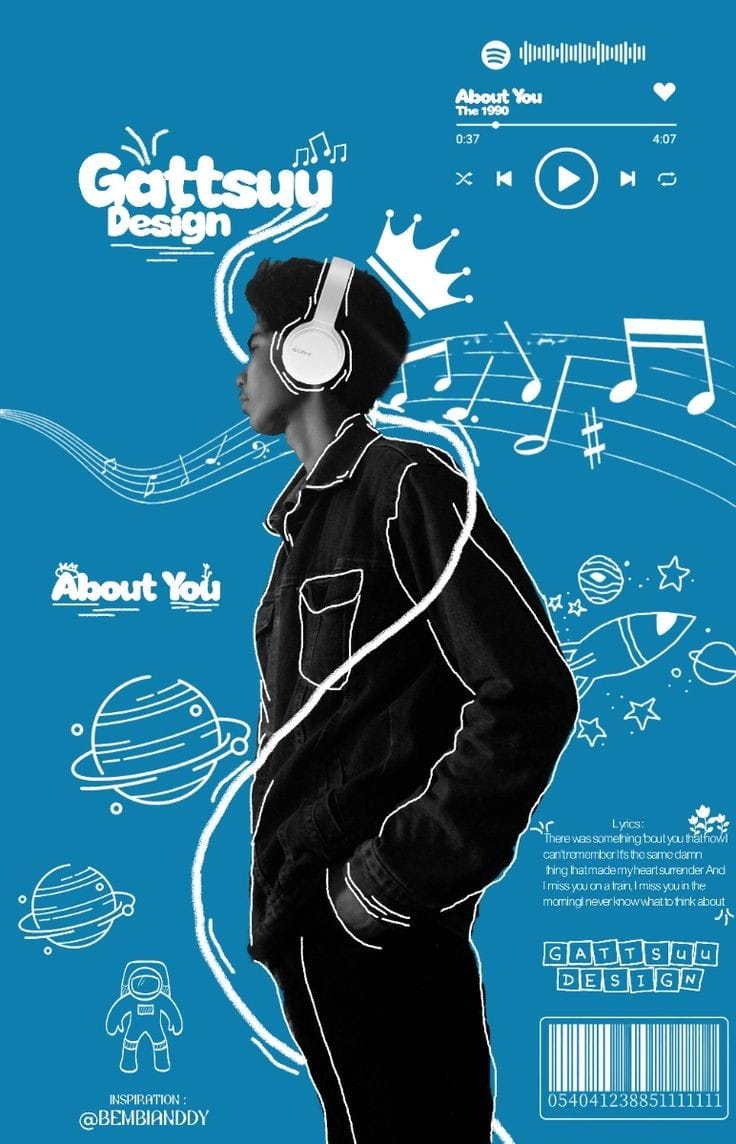 About You
The 1990
0:37
4:07
Gattsuu
Design
SONY
About You
Lyrics :
There was something 'bout you that now I
can't remember It's the same damn
thing that made my heart surrender And
I miss you on a train, I miss you in the
morningI never know what to think about
GATTSUU
DESIGN
054041238851111111
INSPIRATION :
@BEMBIANDDY